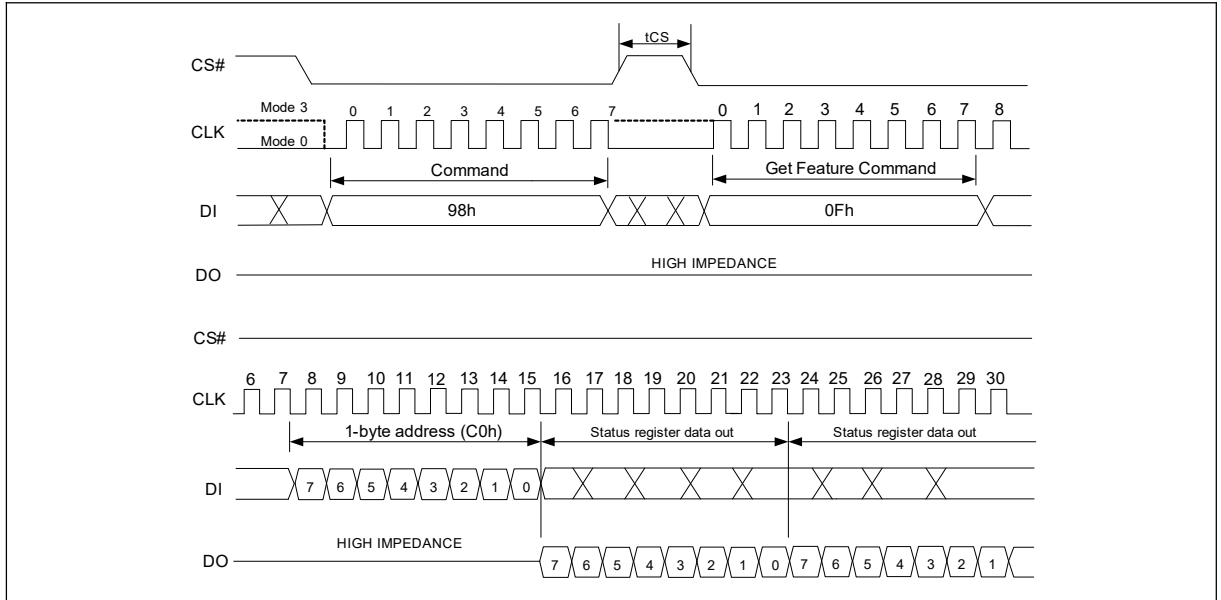 tCS
CS#
Mode 3
0 1 2 3 4 5 6 7 0 1 2 3 4 5 6 7 8
CLK
Mode 0
Command
Get Feature Command
DI
98h
0Fh
HIGH IMPEDANCE
DO
CS#
6 7 8 9 10 11 12 13 14 15 16 17 18 19 20 21 22 23 24 25 26 27 28 29 30
CLK
1-byte address (C0h)
Status register data out
Status register data out
DI
7 6 5 4 3 2 1 0
HIGH IMPEDANCE
DO
7 6 5 4 3 2 1 0 7 6 5 4 3 2 1